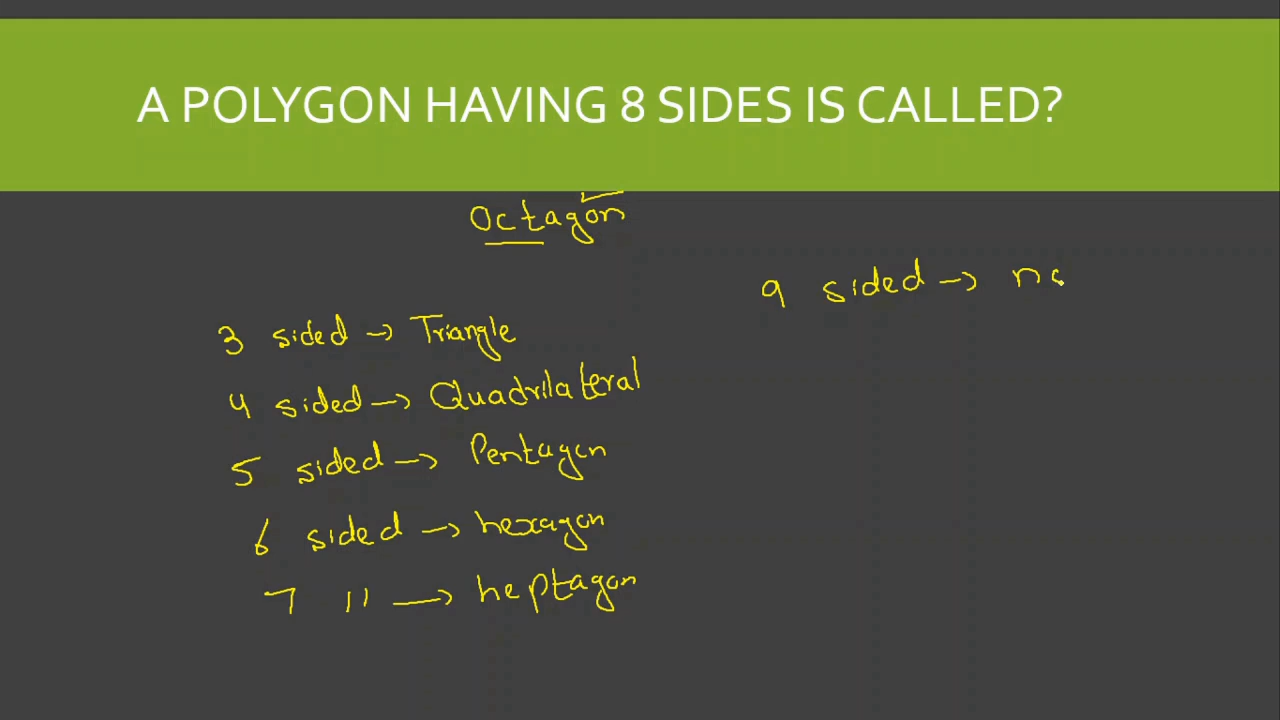 A POLYGON HAVING 8 SIDES IS CALLED?
Octagon
3 sided → Triangle
4 sided → Quadrilateral
5 sided → Pentagon
6 sided → hexagon
7 11 → heptagon
9 sided →